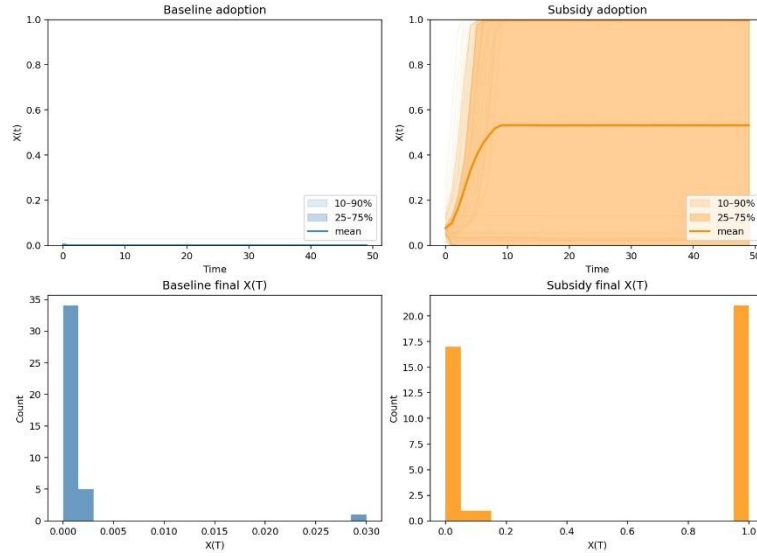 Baseline adoption
1.0
0.8
0.6
0.4
0.2
0.0
X(t)
0 10 20 30 40 50
Time
10–90%
25–75%
mean
Subsidy adoption
1.0
0.8
0.6
0.4
0.2
0.0
X(t)
0 10 20 30 40 50
Time
10–90%
25–75%
mean
Baseline final X(T)
35
30
25
20
15
10
5
0
Count
0.000 0.005 0.010 0.015 0.020 0.025 0.030
X(T)
Subsidy final X(T)
20.0
17.5
15.0
12.5
10.0
7.5
5.0
2.5
0.0
Count
0.0 0.2 0.4 0.6 0.8 1.0
X(T)